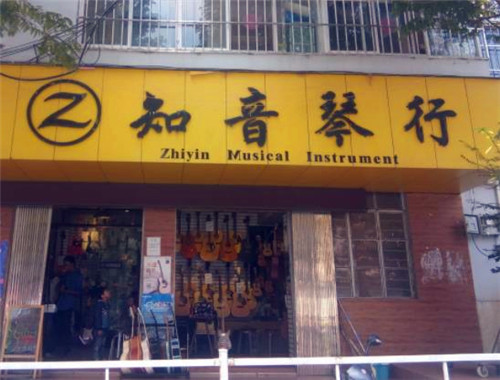 Z 知音琴行
Zhiyin Musical Instrument